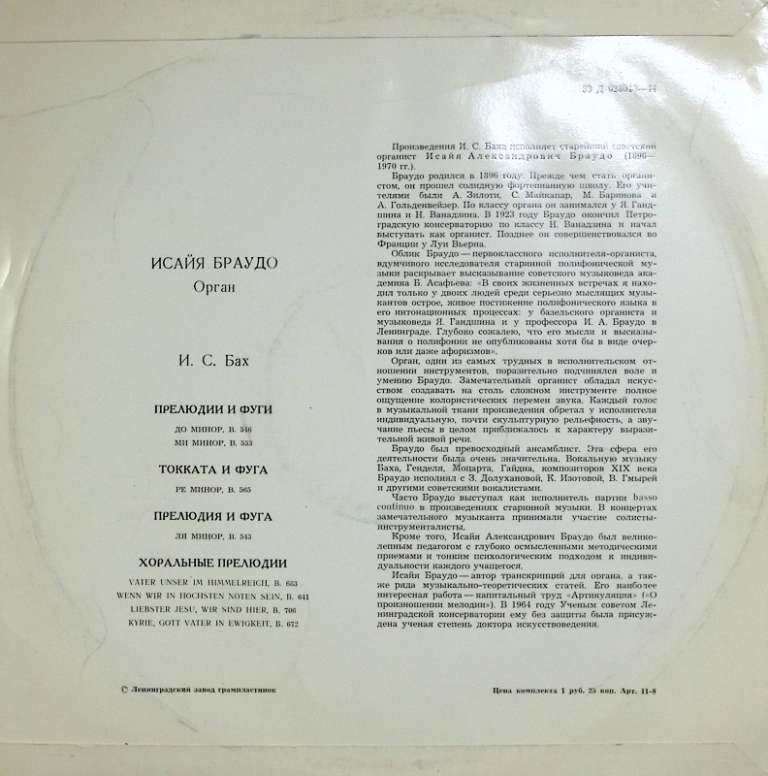 33 Д
ИСАЙЯ БРАУДО
Орган
И. С. Бах
ПРЕЛЮДИИ И ФУГИ
ДО МИНОР, В. 546
МИ МИНОР, В. 533
ТОККАТА И ФУГА
РЕ МИНОР, В. 565
ПРЕЛЮДИЯ И ФУГА
ЛЯ МИНОР, В. 543
ХОРАЛЬНЫЕ ПРЕЛЮДИИ
VATER UNSER IM HIMMELREICH, B. 683
WENN WIR IN HOCHSTEN NOTEN SEIN, B. 641
LIEBSTER JESU, WIR SIND HIER, B. 706
KYRIE, GOTT VATER IN EWIGKEIT, B. 672
Произведения И. С. Баха исполняет старейший советский
органист Исайя Александрович Браудо (1896—
1970 гг.).
Браудо родился в 1896 году. Прежде чем стать органи-
стом, он прошел солидную фортепианную школу. Его учи-
телями были А. Зилоти, С. Майкапар, М. Баринова и
А. Гольденвейзер. По классу органа он занимался у Я. Ганд-
шина и Н. Ванадзина. В 1923 году Браудо окончил Петро-
градскую консерваторию по классу Н. Ванадзина и начал
выступать как органист. Позднее он совершенствовался во
Франции у Луи Вьерна.
Облик Браудо — первоклассного исполнителя-органиста,
вдумчивого исследователя старинной полифонической му-
зыки раскрывает высказывание советского музыковеда ака-
демика Б. Асафьева: «В своих жизненных встречах я нахо-
дил только у двоих людей среди серьезно мыслящих музы-
кантов острое, живое постижение полифонического языка в
его интонационных процессах: у базельского органиста и
музыковеда Я. Гандшина и у профессора И. А. Браудо в
Ленинграде. Глубоко сожалею, что его мысли и высказы-
вания о полифонии не опубликованы хотя бы в виде очер-
ков или даже афоризмов».
Орган, один из самых трудных в исполнительском от-
ношении инструментов, поразительно подчинялся воле и
умению Браудо. Замечательный органист обладал искус-
ством создавать на столь сложном инструменте полное
ощущение колористических перемен звука. Каждый голос
в музыкальной ткани произведения обретал у исполнителя
индивидуальную, почти скульптурную рельефность, а зву-
чание пьесы в целом приближалось к характеру вырази-
тельной живой речи.
Браудо был превосходный ансамблист. Эта сфера его
деятельности была очень значительна. Вокальную музыку
Баха, Генделя, Моцарта, Гайдна, композиторов XIX века
Браудо исполнял с З. Долухановой, К. Изотовой, В. Гмырей
и другими советскими вокалистами.
Часто Браудо выступал как исполнитель партии basso
continuo в произведениях старинной музыки. В концертах
замечательного музыканта принимали участие солисты-
инструменталисты.
Кроме того, Исайя Александрович Браудо был велико-
лепным педагогом с глубоко осмысленными методическими
приемами и тонким психологическим подходом к индиви-
дуальности каждого учащегося.
Исайя Браудо — автор транскрипций для органа, а так-
же ряда музыкально-теоретических статей. Его наиболее
интересная работа — капитальный труд «Артикуляция» («О
произношении мелодии»). В 1964 году Ученым советом Ле-
нинградской консерватории ему без защиты была присуж-
дена ученая степень доктора искусствоведения.
© Ленинградский завод грампластинок
Цена комплекта 1 руб. 25 коп. Арт. 11-8